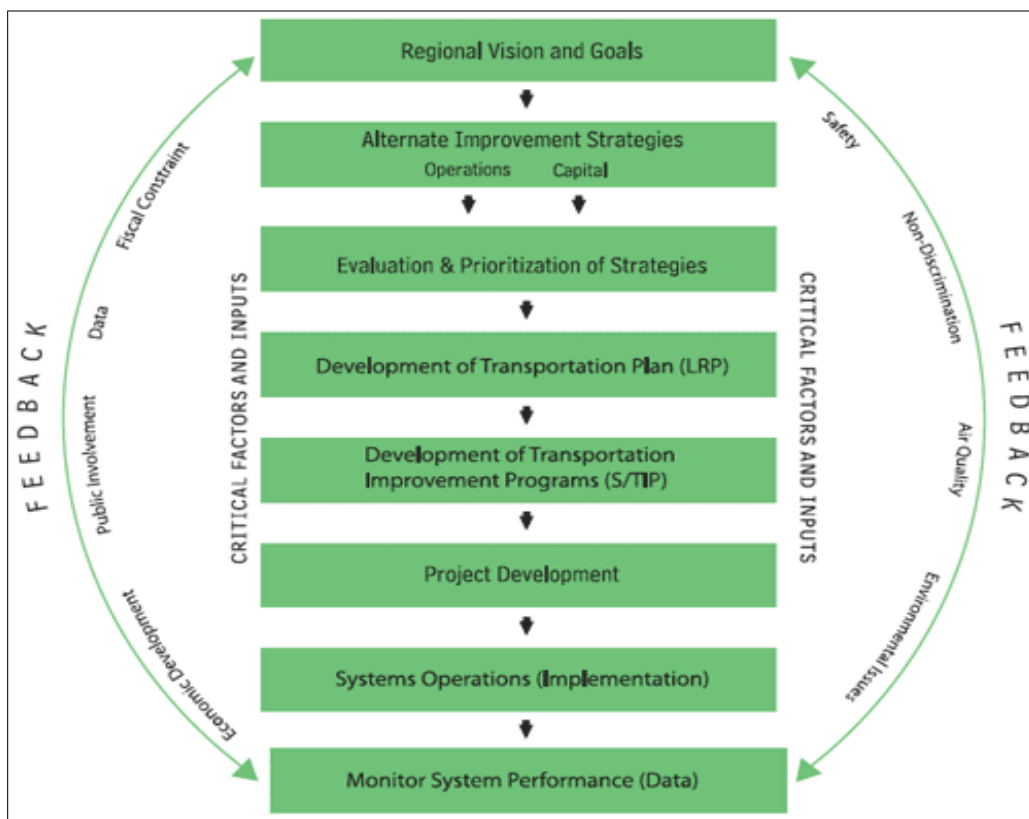 Regional Vision and Goals
Alternate Improvement Strategies
Operations Capital
Evaluation & Prioritization of Strategies
Development of Transportation Plan (LRP)
Development of Transportation
Improvement Programs (S/TIP)
Project Development
Systems Operations (Implementation)
Monitor System Performance (Data)
FEEDBACK
Fiscal Constraint
Data
Public Involvement
Economic Development
CRITICAL FACTORS AND INPUTS
CRITICAL FACTORS AND INPUTS
Safety
Non-Discrimination
Air Quality
Environmental Issues
FEEDBACK